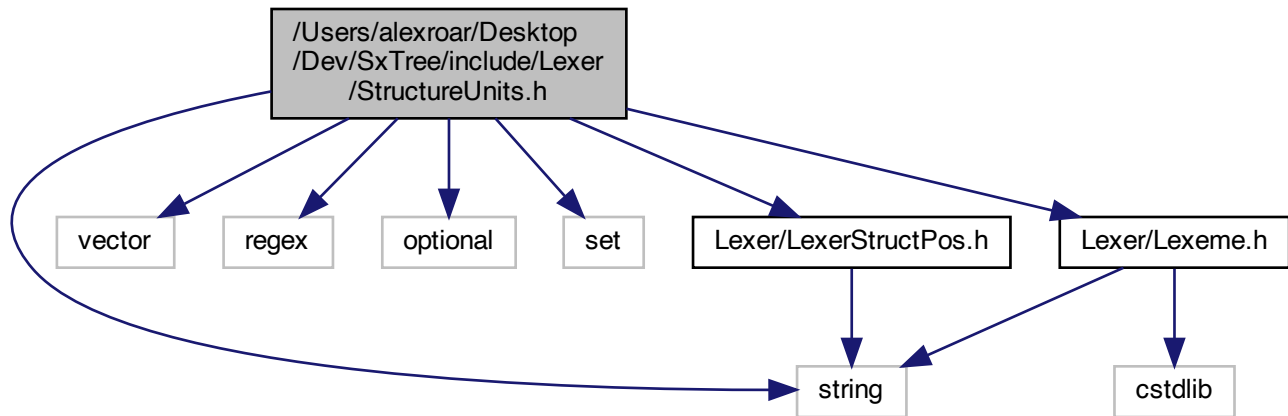 /Users/alexroar/Desktop
/Dev/SxTree/include/Lexer
/StructureUnits.h
vector
regex
optional
set
Lexer/LexerStructPos.h
Lexer/Lexeme.h
string
cstdlib